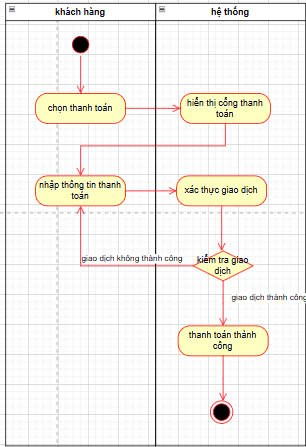 khách hàng
hệ thống
chọn thanh toán
hiển thị cổng thanh
toán
nhập thông tin thanh
toán
xác thực giao dịch
kiểm tra giao
dịch
giao dịch không thành công
giao dịch thành công
thanh toán thành
công